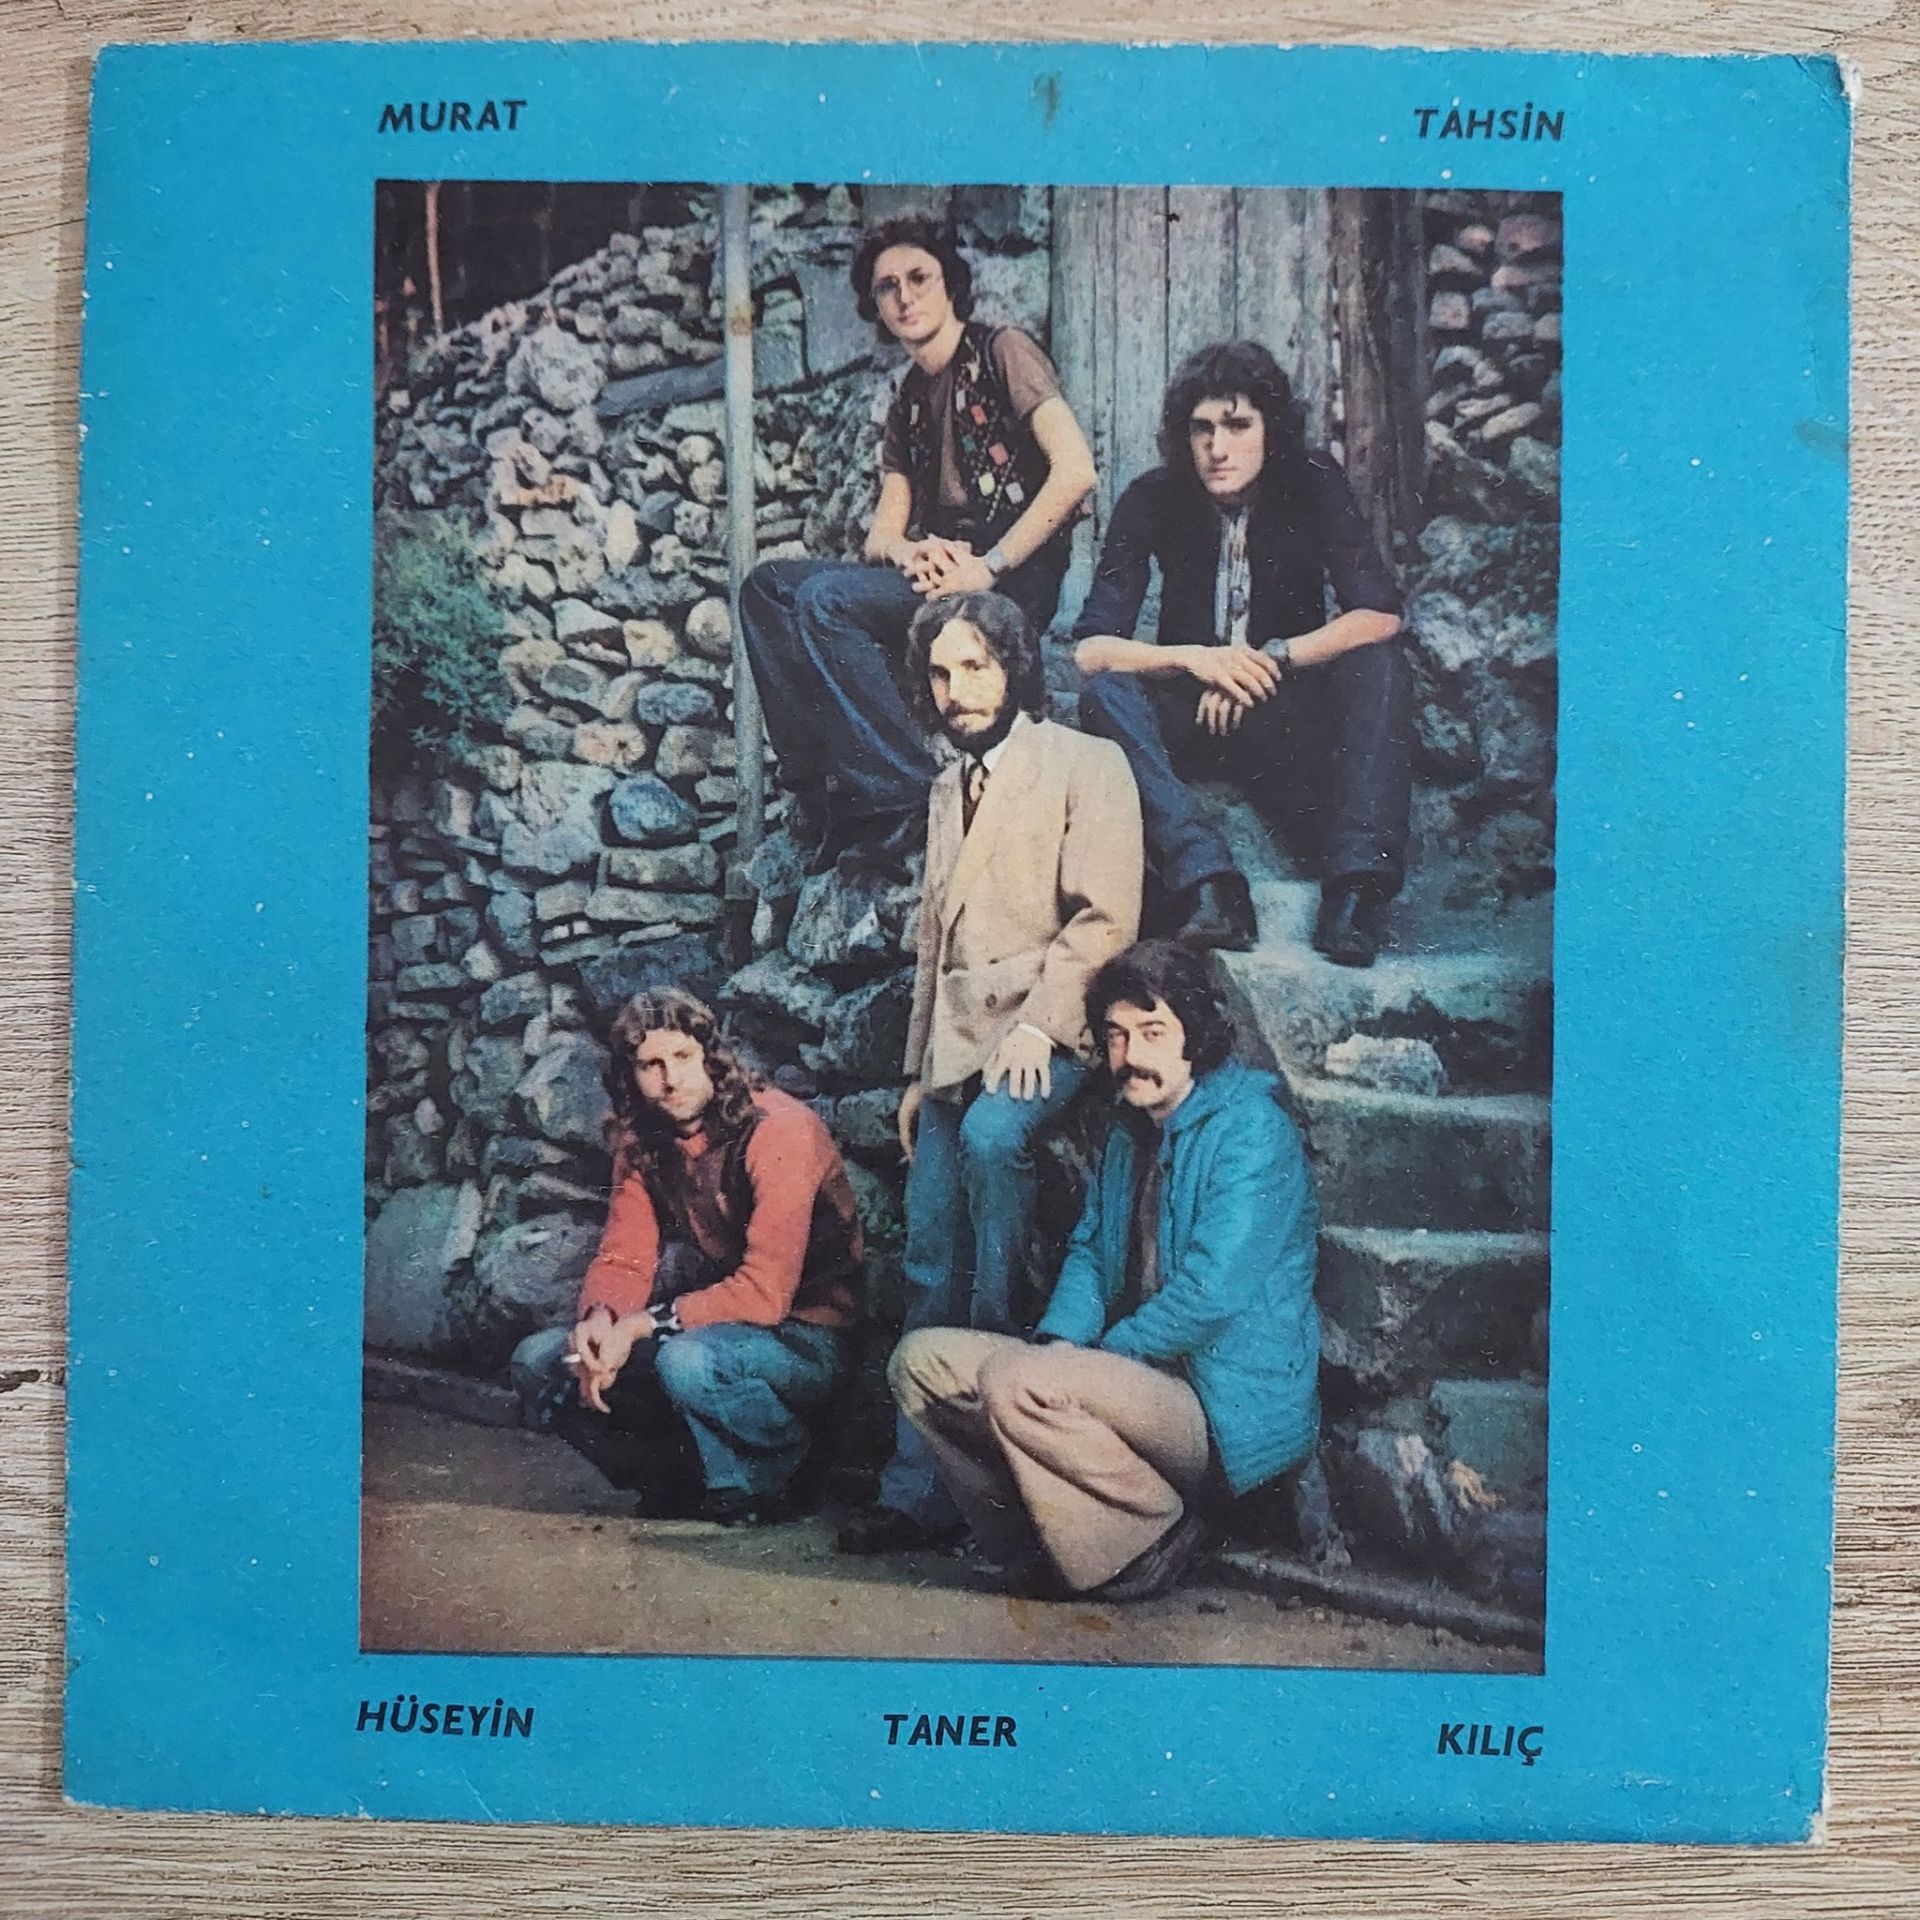 MURAT
TAHSİN
HÜSEYİN
TANER
KILIÇ